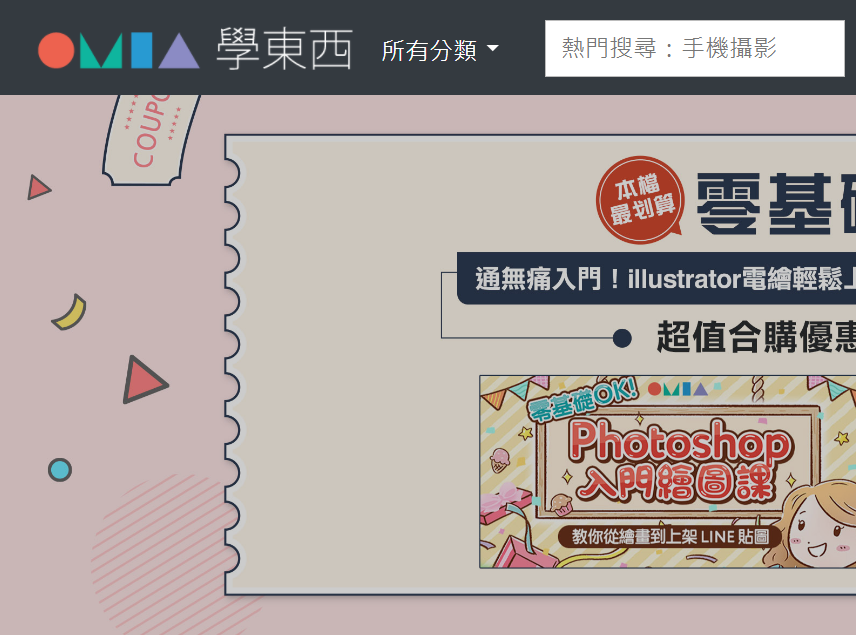 OMIA 學東西
所有分類
熱門搜尋：手機攝影
COUPO
本檔
最划算
零基
通無痛入門！illustrator電繪輕鬆上
超值合購優惠
零基礎OK!
OMIA
Photoshop
入門繪圖課
教你從繪畫到上架 LINE 貼圖